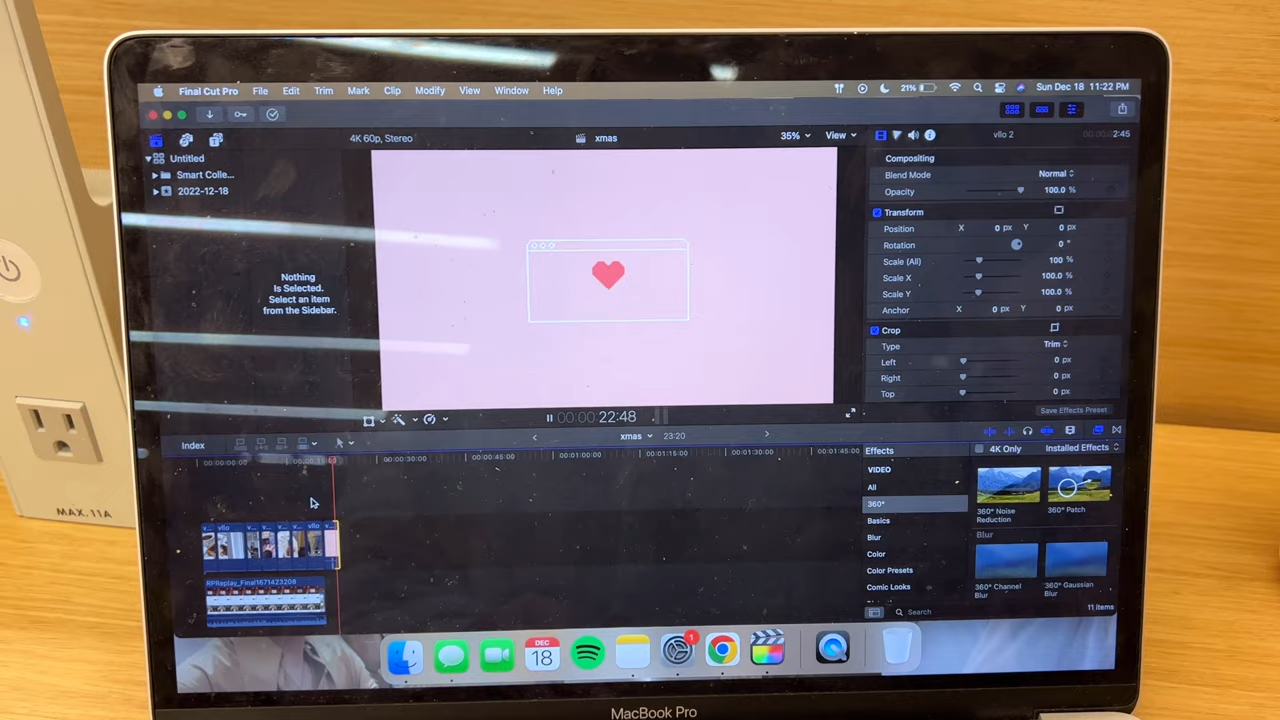 Final Cut Pro File Edit Trim Mark Clip Modify View Window Help
21% Sun Dec 18 11:22 PM
4K 60p, Stereo
xmas
35% View
vllo 2
2:45
Untitled
Smart Colle...
2022-12-18
Nothing
Is Selected.
Select an item
from the Sidebar.
Compositing
Blend Mode Normal
Opacity 100.0 %
Transform
Position X 0 px Y 0 px
Rotation 0 °
Scale (All) 100 %
Scale X 100.0 %
Scale Y 100.0 %
Anchor X 0 px Y 0 px
Crop
Type Trim
Left 0 px
Right 0 px
Top 0 px
Save Effects Preset
00:00:22:48
Index
xmas 23:20
00:00:00:00 00:00:15:00 00:00:30:00 00:00:45:00 00:01:00:00 00:01:15:00 00:01:30:00 00:01:45:00
v... vllo v... v... v... v... vllo v...
RPReplay_Final1671423208
Effects
4K Only Installed Effects
VIDEO
All
360°
Basics
Blur
Color
Color Presets
Comic Looks
360° Noise
Reduction
360° Patch
Blur
360° Channel
Blur
360° Gaussian
Blur
Search
11 items
DEC
18
1
MAX.11A
MacBook Pro